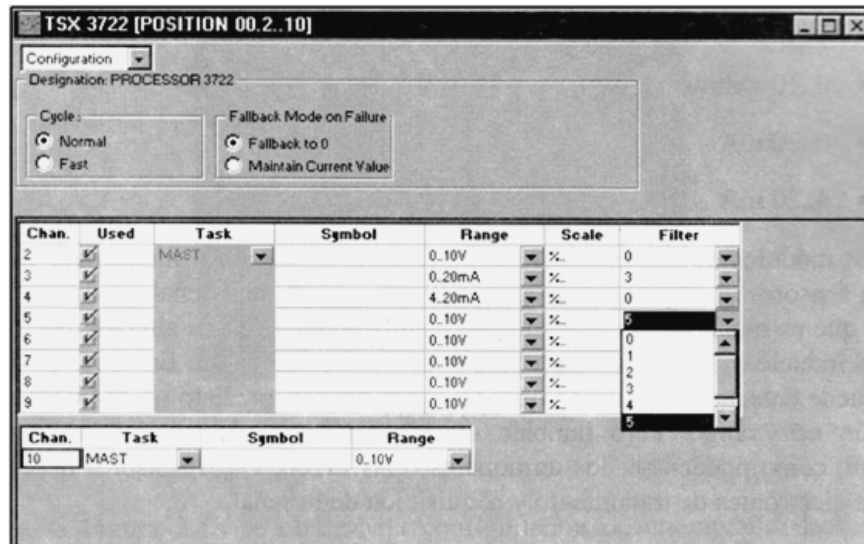 TSX 3722 [POSITION 00.2..10]
Configuration
Designation: PROCESSOR 3722
Cycle :
Normal
Fast
Fallback Mode on Failure
Fallback to 0
Maintain Current Value
Chan. Used Task Symbol Range Scale Filter
2 MAST 0..10V %.. 0
3 0..20mA %.. 3
4 4..20mA %.. 0
5 0..10V %.. 5
6 0..10V %.. 0
7 0..10V %.. 1
8 0..10V %.. 2
9 0..10V %.. 3
4
5
Chan. Task Symbol Range
10 MAST 0..10V